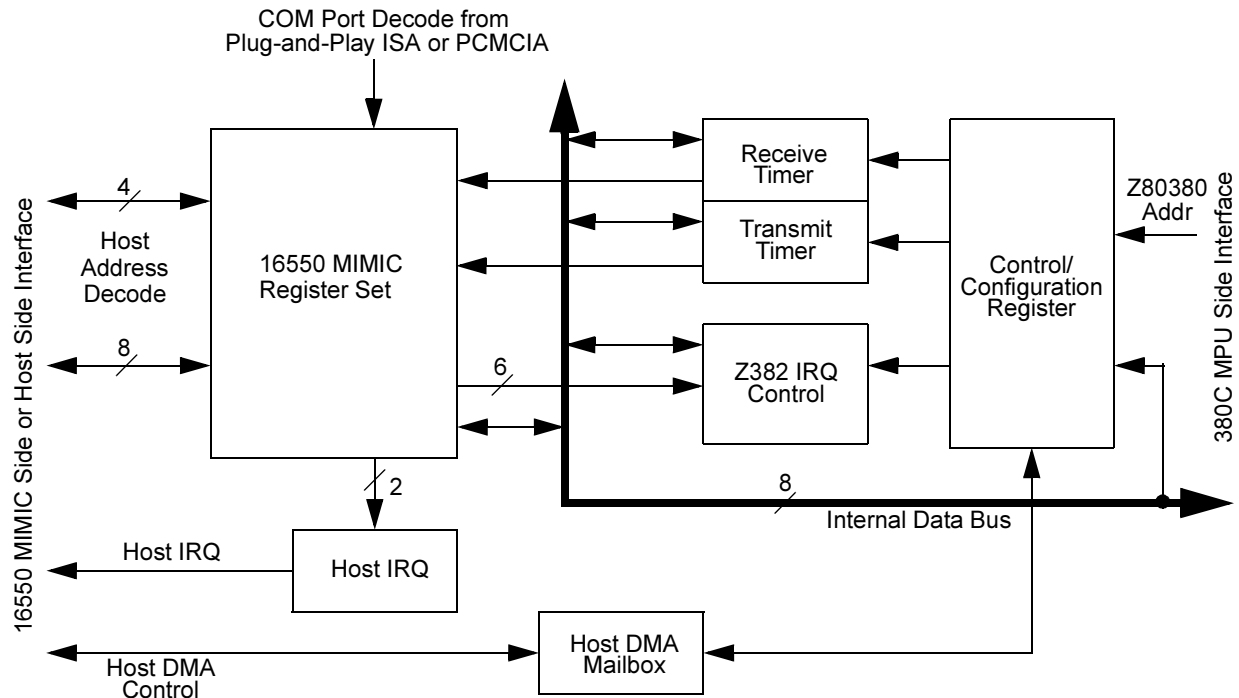 COM Port Decode from
Plug-and-Play ISA or PCMCIA
16550 MIMIC Side or Host Side Interface
4
Host
Address
Decode
8
16550 MIMIC
Register Set
6
2
Host IRQ
Host IRQ
Host DMA
Control
Host DMA
Mailbox
Receive
Timer
Transmit
Timer
Z382 IRQ
Control
8
Internal Data Bus
Control/
Configuration
Register
Z80380
Addr
380C MPU Side Interface